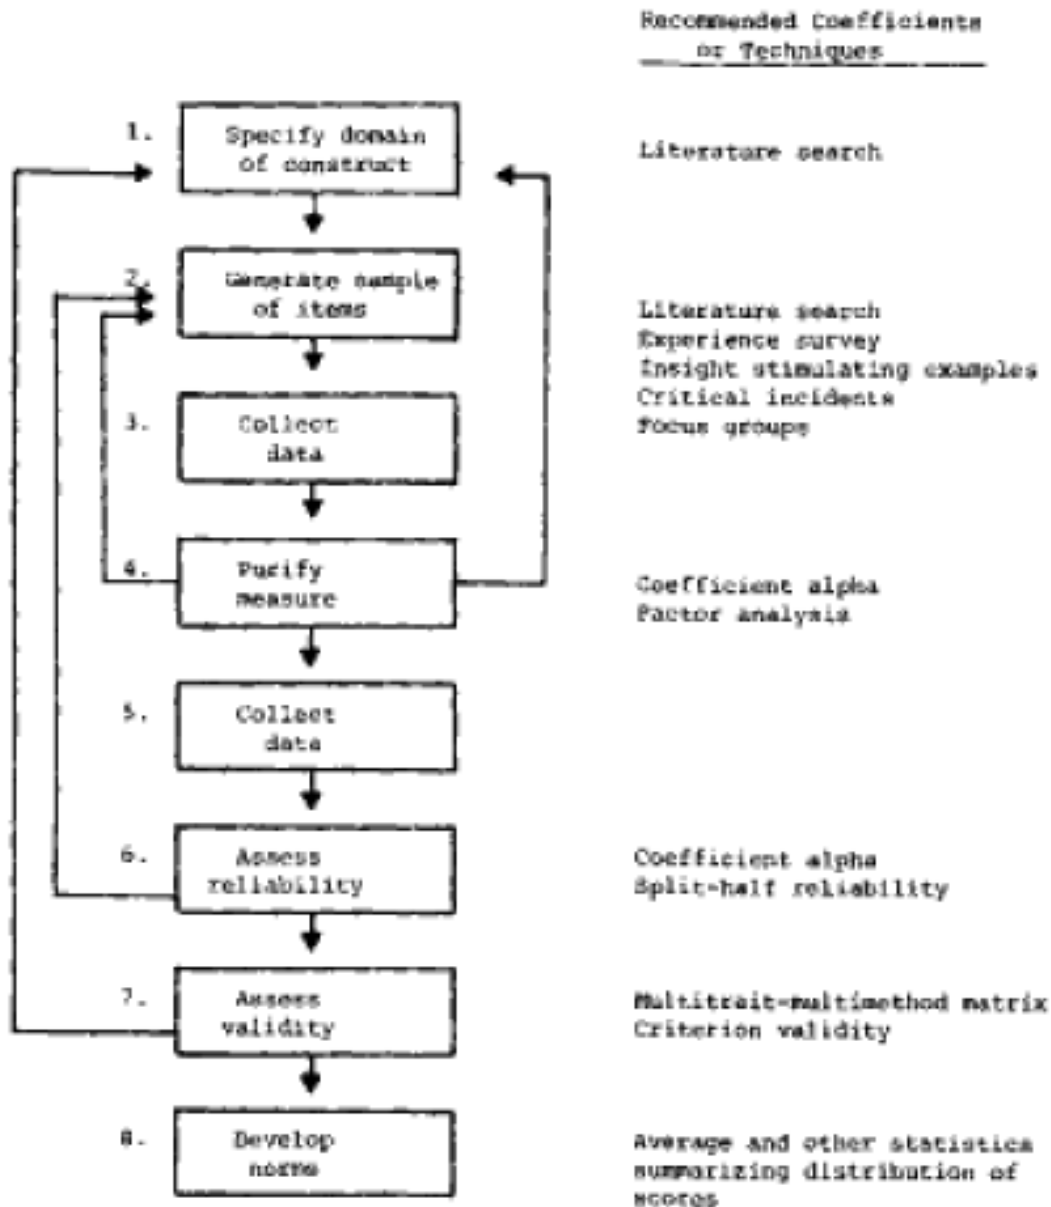 Recommended Coefficients
or Techniques
1.
Specify domain
of construct
Literature search
2.
Generate sample
of items
Literature search
Experience survey
Insight stimulating examples
Critical incidents
Focus groups
3.
Collect
data
4.
Purify
measure
Coefficient alpha
Factor analysis
5.
Collect
data
6.
Assess
reliability
Coefficient alpha
Split-half reliability
7.
Assess
validity
Multitrait-multimethod matrix
Criterion validity
8.
Develop
norms
Average and other statistics
summarizing distribution of
scores